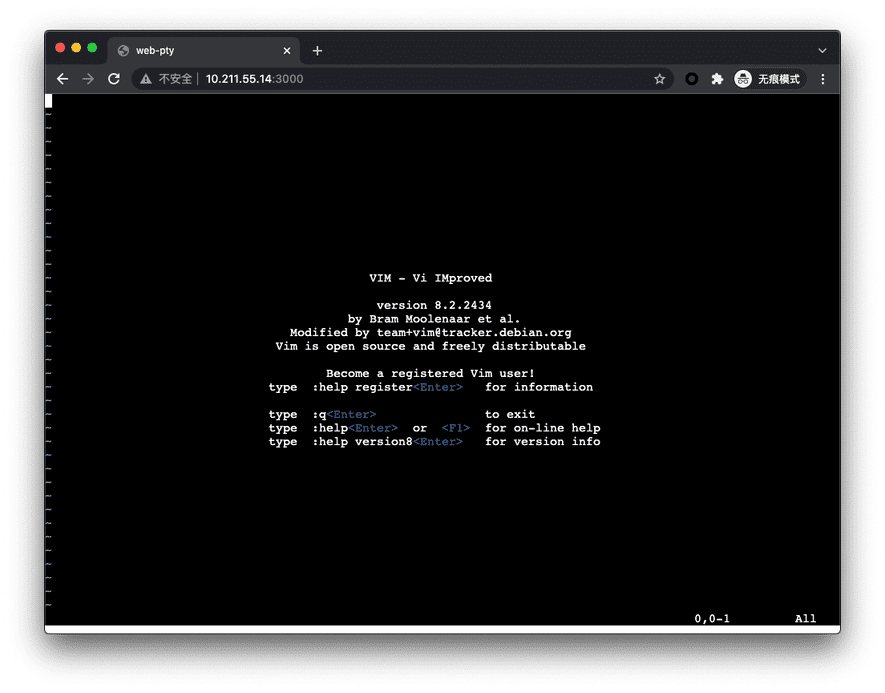 web-pty
不安全 10.211.55.14:3000 无痕模式
~
~
~
~
~
~
~
~
~
~
~
~
VIM - Vi IMproved
~
~ version 8.2.2434
~ by Bram Moolenaar et al.
~ Modified by team+vim@tracker.debian.org
~ Vim is open source and freely distributable
~
~ Become a registered Vim user!
~ type :help register<Enter> for information
~
~ type :q<Enter> to exit
~ type :help<Enter> or <F1> for on-line help
~ type :help version8<Enter> for version info
~
~
~
~
~
~
~
~
~
~
~
~
0,0-1 All